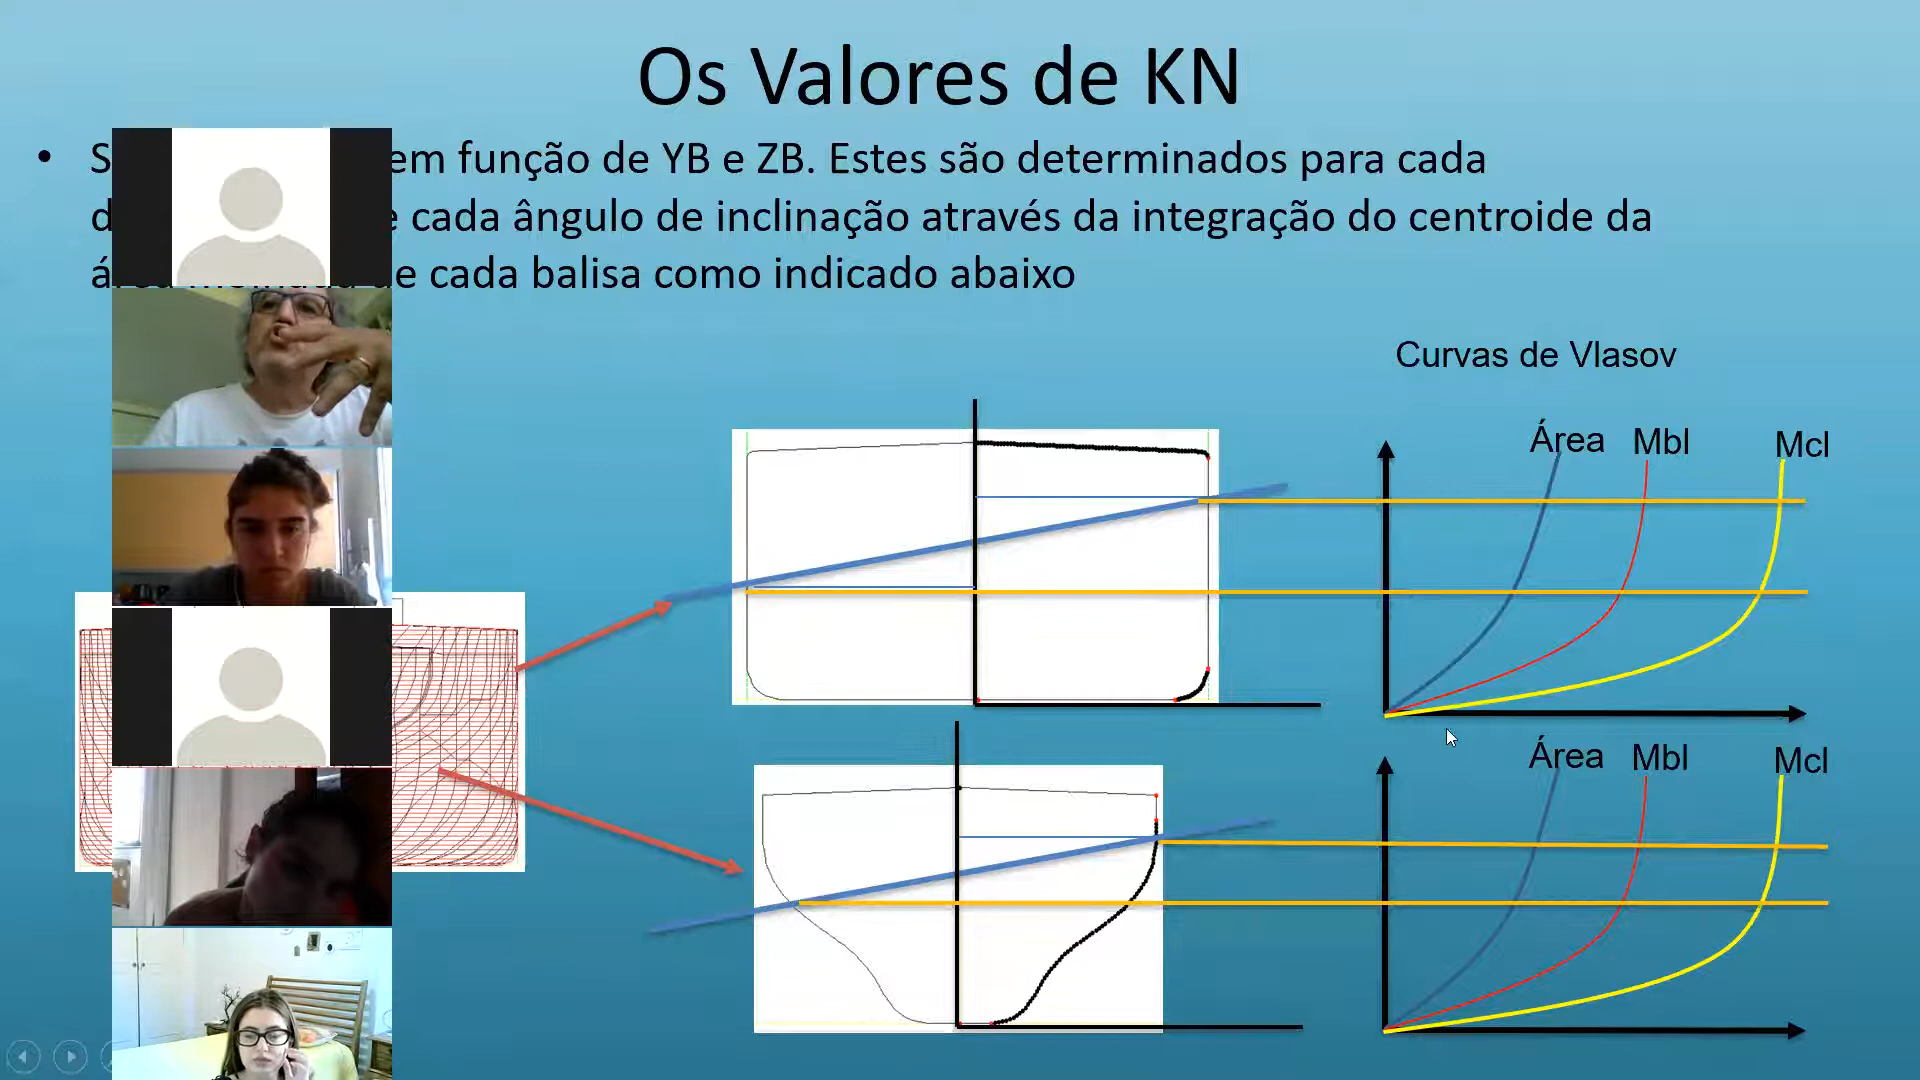 Os Valores de KN
• em função de YB e ZB. Estes são determinados para cada
cada ângulo de inclinação através da integração do centroide da
cada balisa como indicado abaixo
Curvas de Vlasov
Área Mbl Mcl
Área Mbl Mcl